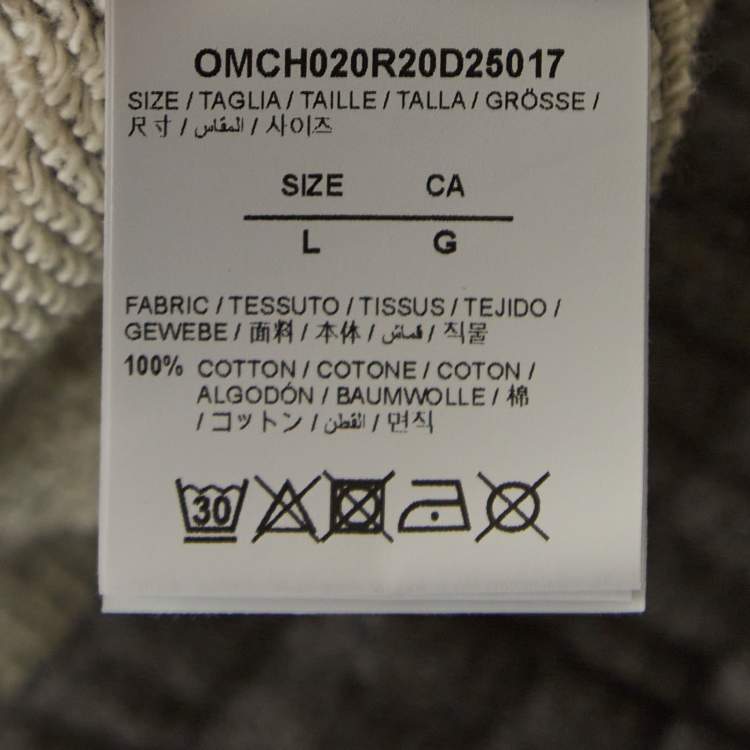 OMCH020R20D25017
SIZE / TAGLIA / TAILLE / TALLA / GRÖSSE /
尺寸 / المقاس / 사이즈
SIZE CA
L G
FABRIC / TESSUTO / TISSUS / TEJIDO /
GEWEBE / 面料 / 本体 / قماش / 직물
100% COTTON / COTONE / COTON /
ALGODÓN / BAUMWOLLE / 棉
/ コットン / القطن / 면직
30